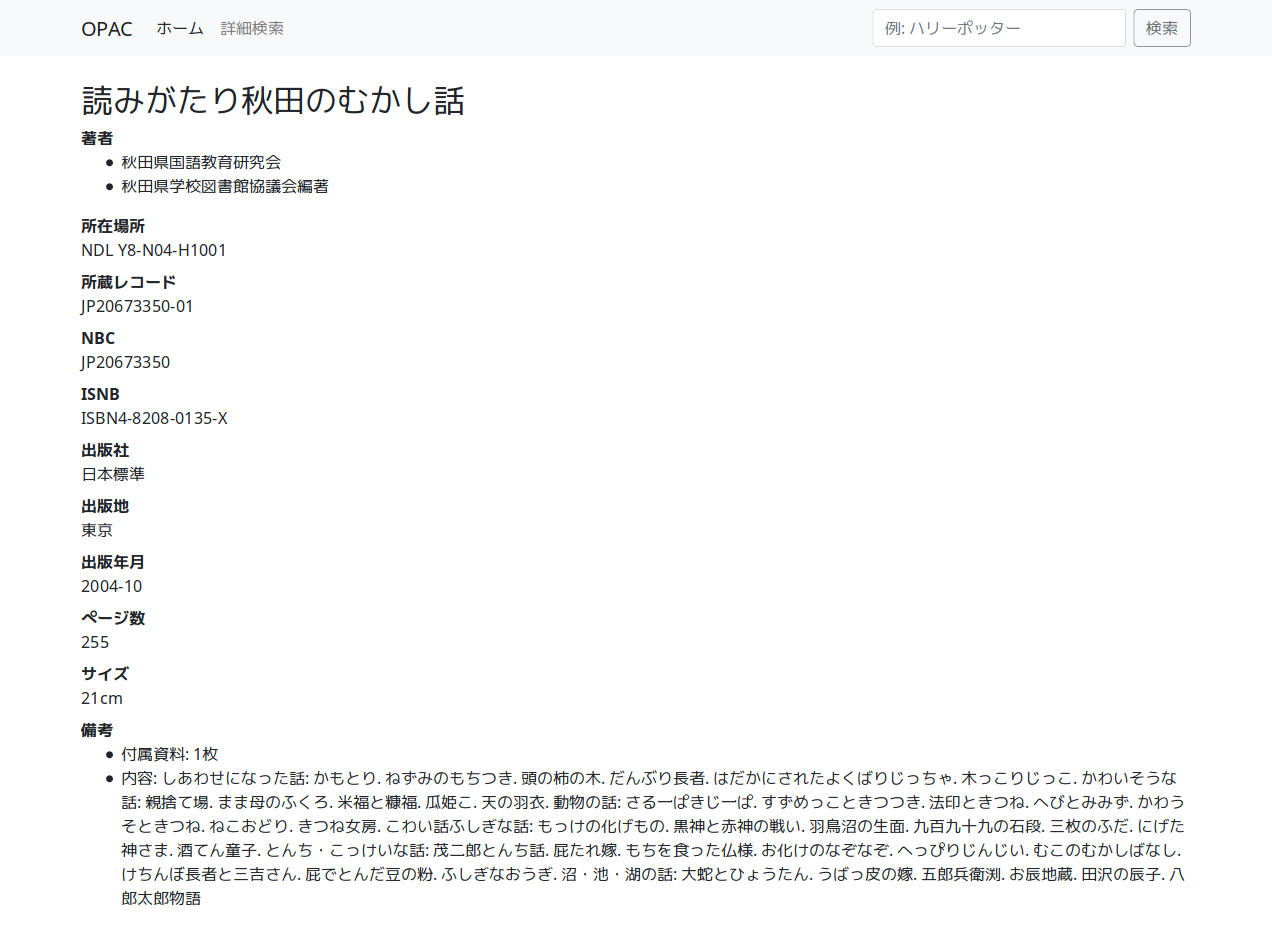 OPAC ホーム 詳細検索 例: ハリーポッター 検索
読みがたり秋田のむかし話
著者
秋田県国語教育研究会
秋田県学校図書館協議会編著
所在場所
NDL Y8-N04-H1001
所蔵レコード
JP20673350-01
NBC
JP20673350
ISNB
ISBN4-8208-0135-X
出版社
日本標準
出版地
東京
出版年月
2004-10
ページ数
255
サイズ
21cm
備考
付属資料: 1枚
内容: しあわせになった話: かもとり. ねずみのもちつき. 頭の柿の木. だんぶり長者. はだかにされたよくばりじっちゃ. 木っこりじっこ. かわいそうな
話: 親捨て場. まま母のふくろ. 米福と糠福. 瓜姫こ. 天の羽衣. 動物の話: さる一ぱきじ一ぱ. すずめっこときつつき. 法印ときつね. へびとみみず. かわう
そときつね. ねこおどり. きつね女房. こわい話ふしぎな話: もっけの化げもの. 黒神と赤神の戦い. 羽鳥沼の生面. 九百九十九の石段. 三枚のふだ. にげた
神さま. 酒てん童子. とんち・こっけいな話: 茂二郎とんち話. 屁たれ嫁. もちを食った仏様. お化けのなぞなぞ. へっぴりじんじい. むこのむかしばなし.
けちんぼ長者と三吉さん. 屁でとんだ豆の粉. ふしぎなおうぎ. 沼・池・湖の話: 大蛇とひょうたん. うばっ皮の嫁. 五郎兵衛渕. お辰地蔵. 田沢の辰子. 八
郎太郎物語